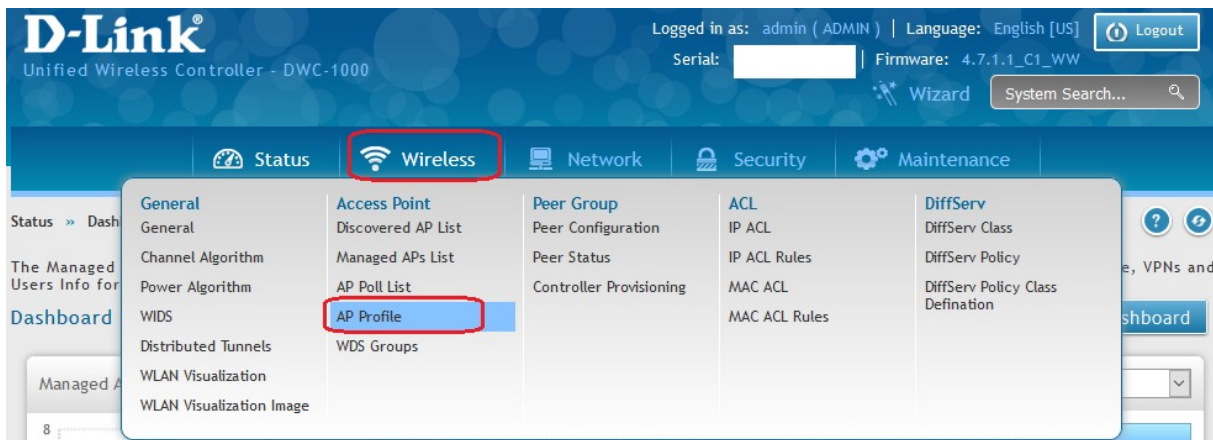 D-Link®
Unified Wireless Controller - DWC-1000
Logged in as: admin ( ADMIN ) | Language: English [US]
Logout
Serial: | Firmware: 4.7.1.1_C1_WW
Wizard
System Search...
Status
Wireless
Network
Security
Maintenance
General
General
Channel Algorithm
Power Algorithm
WIDS
Distributed Tunnels
WLAN Visualization
WLAN Visualization Image
Access Point
Discovered AP List
Managed APs List
AP Poll List
AP Profile
WDS Groups
Peer Group
Peer Configuration
Peer Status
Controller Provisioning
ACL
IP ACL
IP ACL Rules
MAC ACL
MAC ACL Rules
DiffServ
DiffServ Class
DiffServ Policy
DiffServ Policy Class
Defination
Status » Dash
The Managed
e, VPNs and
Users Info for
Dashboard
shboard
Managed A
8